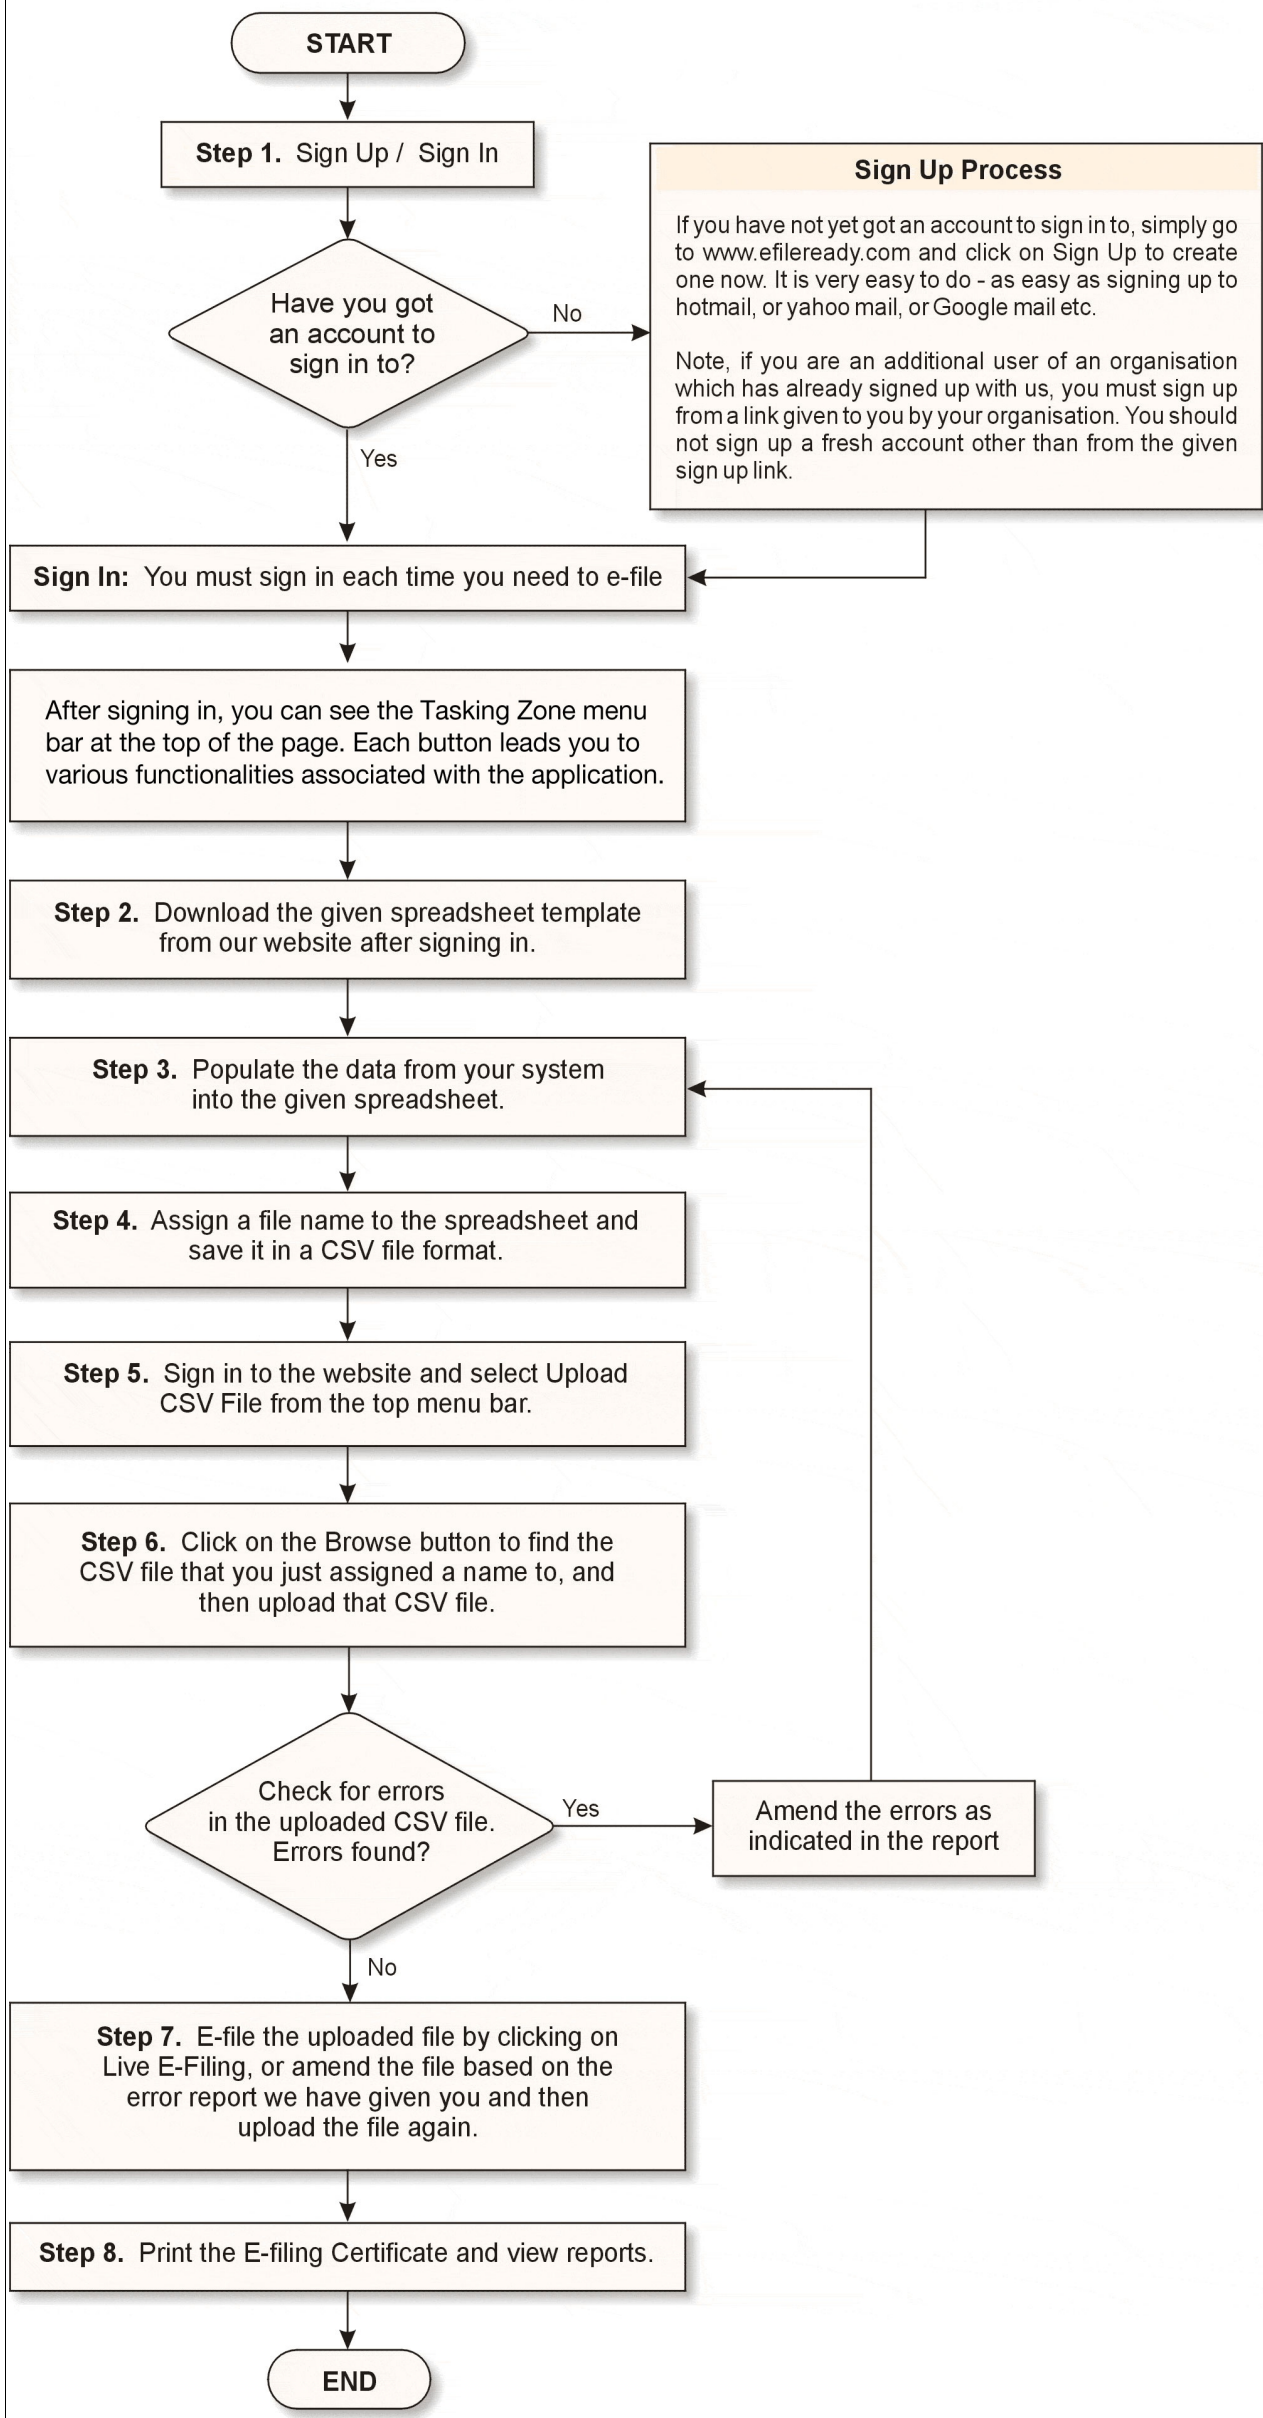 START
Step 1. Sign Up / Sign In
Have you got
an account to
sign in to?
No
Sign Up Process
If you have not yet got an account to sign in to, simply go
to www.efileready.com and click on Sign Up to create
one now. It is very easy to do - as easy as signing up to
hotmail, or yahoo mail, or Google mail etc.
Note, if you are an additional user of an organisation
which has already signed up with us, you must sign up
from a link given to you by your organisation. You should
not sign up a fresh account other than from the given
sign up link.
Yes
Sign In: You must sign in each time you need to e-file
After signing in, you can see the Tasking Zone menu
bar at the top of the page. Each button leads you to
various functionalities associated with the application.
Step 2. Download the given spreadsheet template
from our website after signing in.
Step 3. Populate the data from your system
into the given spreadsheet.
Step 4. Assign a file name to the spreadsheet and
save it in a CSV file format.
Step 5. Sign in to the website and select Upload
CSV File from the top menu bar.
Step 6. Click on the Browse button to find the
CSV file that you just assigned a name to, and
then upload that CSV file.
Check for errors
in the uploaded CSV file.
Errors found?
Yes
Amend the errors as
indicated in the report
No
Step 7. E-file the uploaded file by clicking on
Live E-Filing, or amend the file based on the
error report we have given you and then
upload the file again.
Step 8. Print the E-filing Certificate and view reports.
END